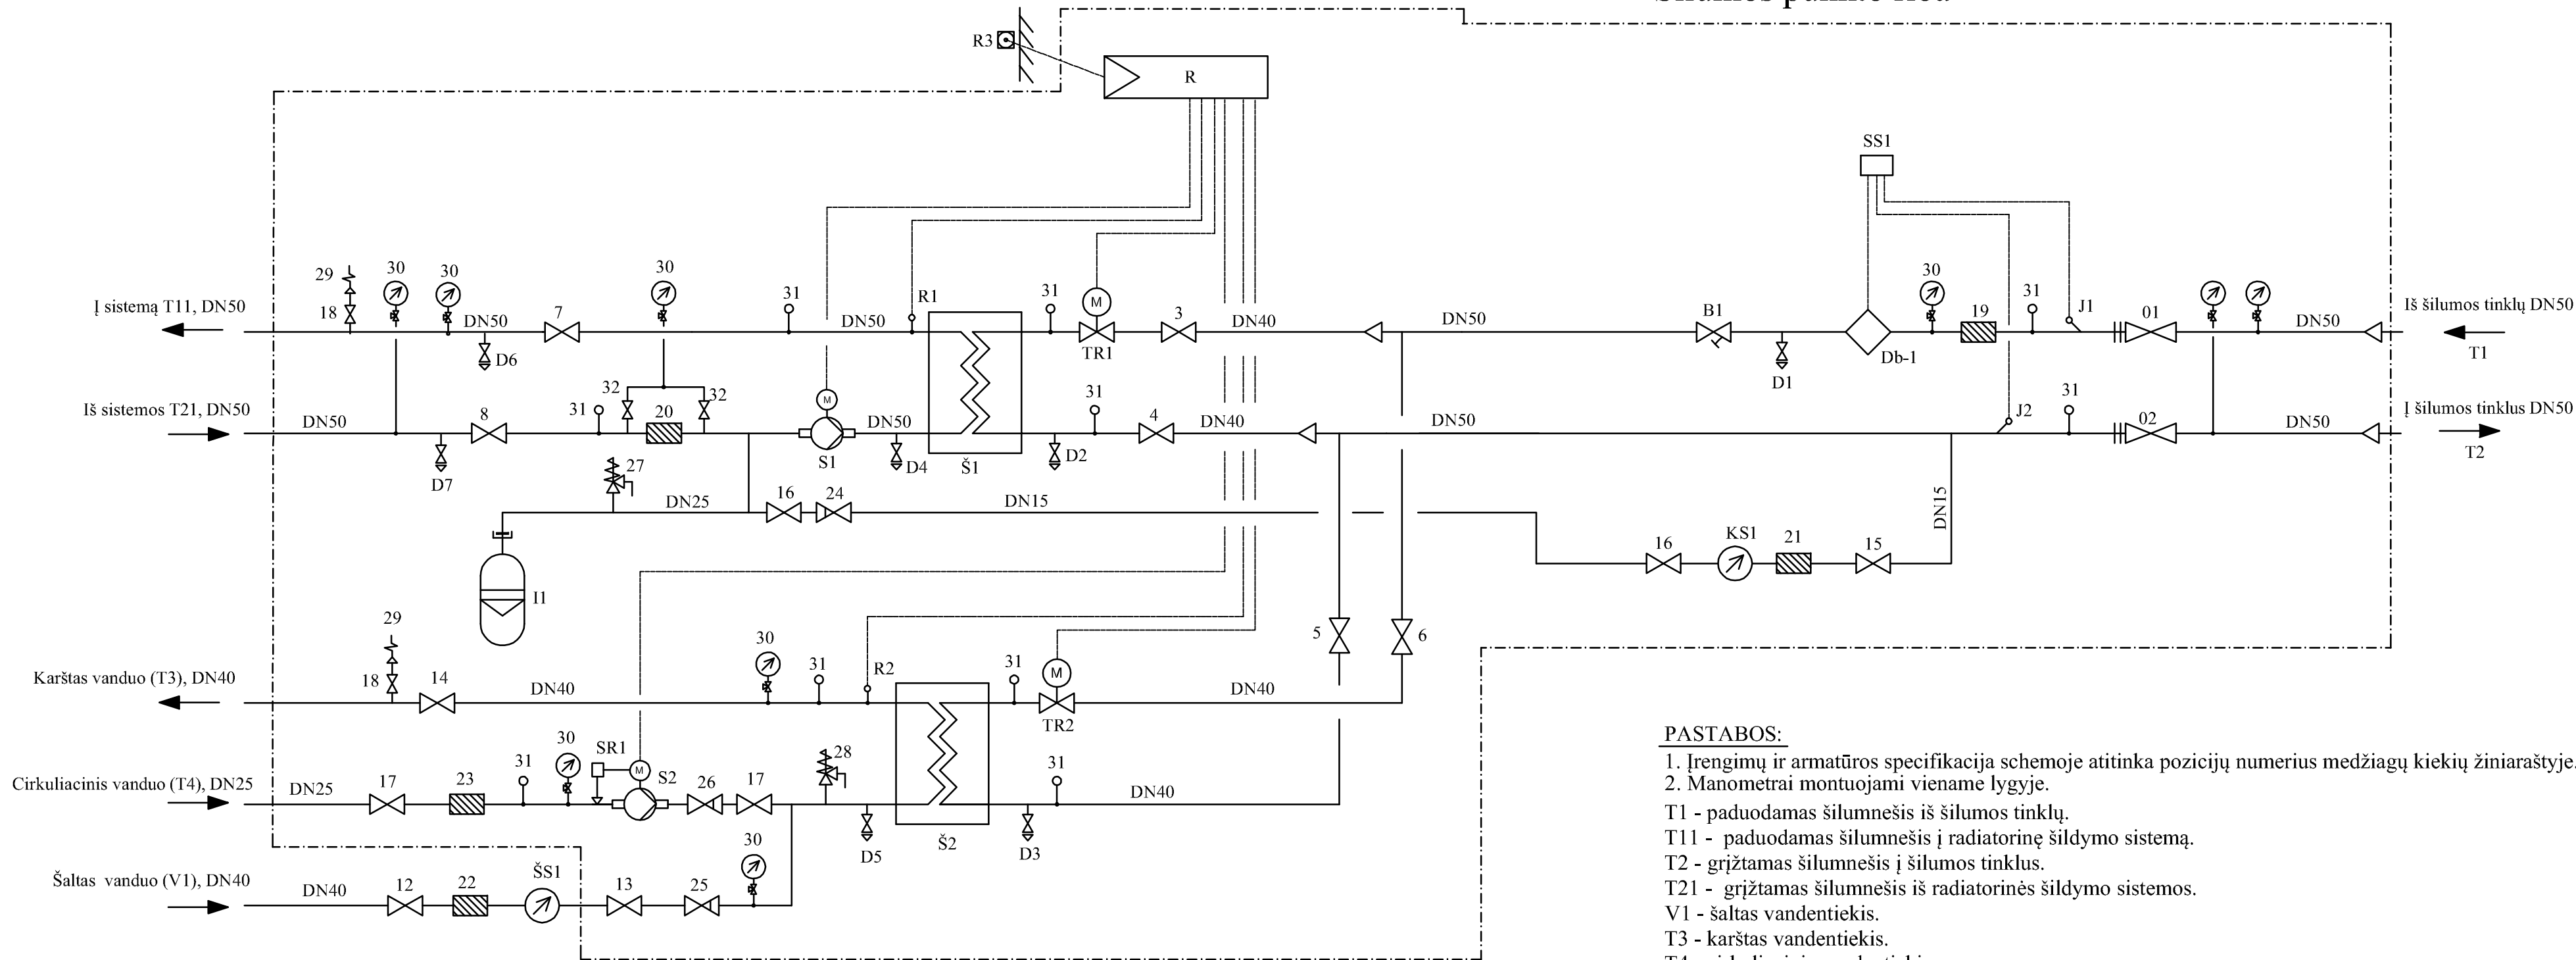 R3
R
SS1
29
30
30
30
31
R1
31
3
B1
30
19
31
J1
01
Į sistemą T11, DN50
18
DN50
7
DN50
M
DN40
DN50
DN50
Iš šilumos tinklų DN50
D6
TR1
D1
Db-1
T1
Iš sistemos T21, DN50
DN50
8
31
32
20
32
M
DN50
31
4
DN40
DN50
J2
31
02
DN50
Į šilumos tinklus DN50
D7
S1
D4
Š1
D2
T2
27
DN25
16
24
DN15
DN15
16
KS1
21
15
I1
29
30
31
R2
31
5
6
Karštas vanduo (T3), DN40
18
14
DN40
M
DN40
TR2
Cirkuliacinis vanduo (T4), DN25
DN25
17
23
31
30
SR1
M
S2
26
17
28
31
DN40
D5
Š2
D3
Šaltas vanduo (V1), DN40
DN40
12
22
ŠS1
13
25
30
PASTABOS:
1. Įrengimų ir armatūros specifikacija schemoje atitinka pozicijų numerius medžiagų kiekių žiniaraštyje.
2. Manometrai montuojami viename lygyje.
T1 - paduodamas šilumnešis iš šilumos tinklų.
T11 - paduodamas šilumnešis į radiatorinę šildymo sistemą.
T2 - grįžtamas šilumnešis į šilumos tinklus.
T21 - grįžtamas šilumnešis iš radiatorinės šildymo sistemos.
V1 - šaltas vandentiekis.
T3 - karštas vandentiekis.